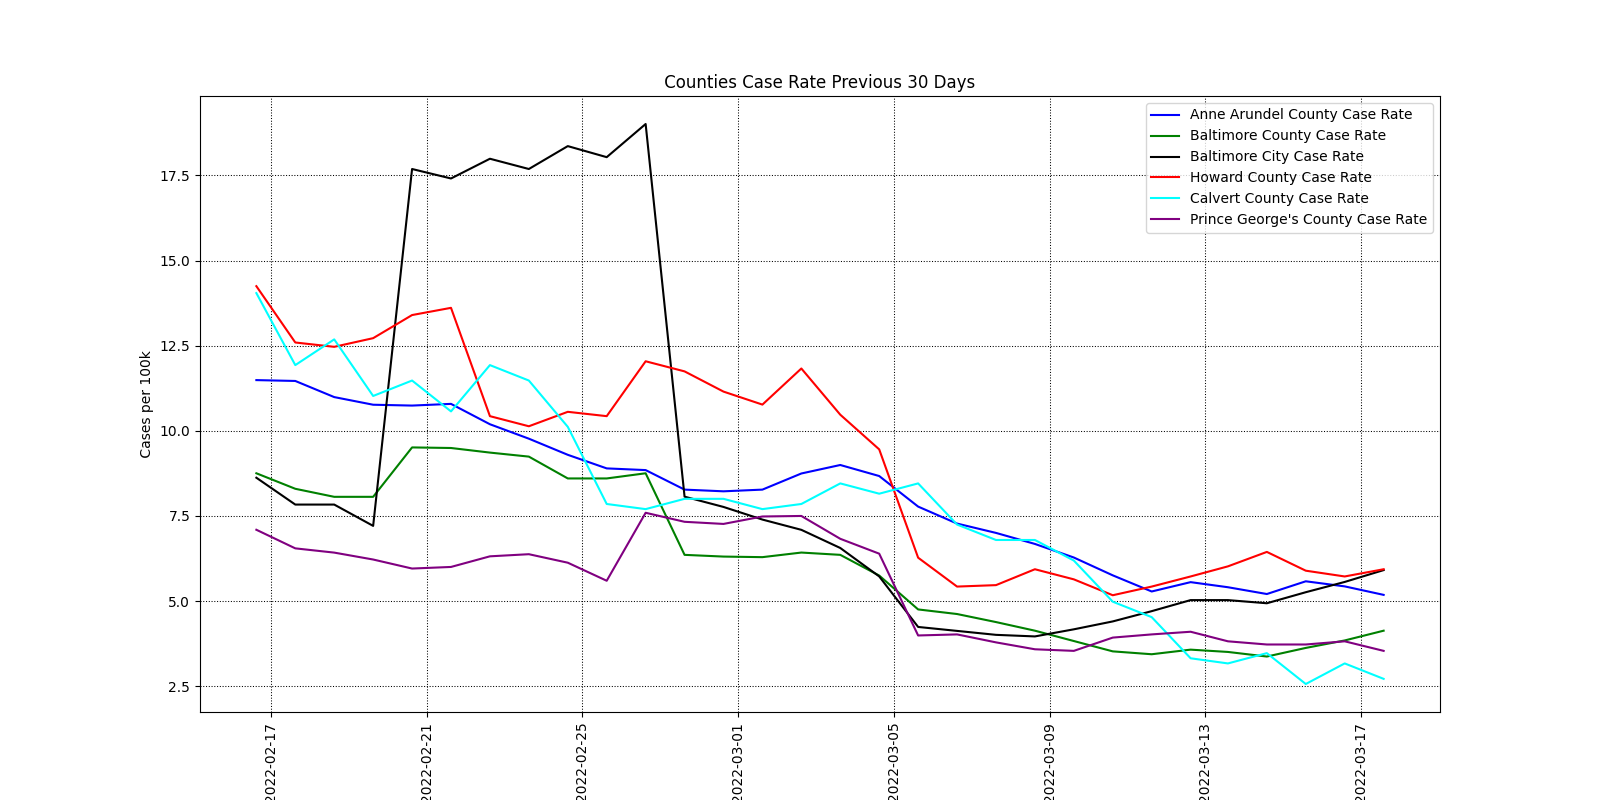 Counties Case Rate Previous 30 Days
Anne Arundel County Case Rate
Baltimore County Case Rate
Baltimore City Case Rate
Howard County Case Rate
Calvert County Case Rate
Prince George's County Case Rate
17.5
15.0
12.5
10.0
7.5
5.0
2.5
Cases per 100k
2022-02-17
2022-02-21
2022-02-25
2022-03-01
2022-03-05
2022-03-09
2022-03-13
2022-03-17